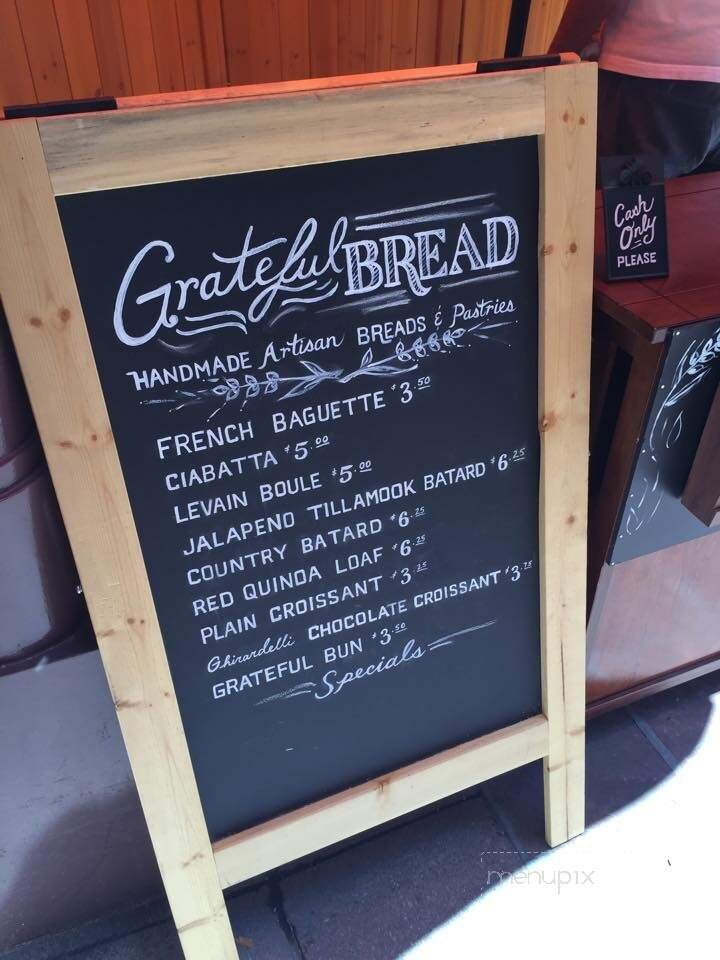 Grateful BREAD
HANDMADE Artisan BREADS & Pastries
FRENCH BAGUETTE $3.50
CIABATTA $5.00
LEVAIN BOULE $5.00
JALAPENO TILLAMOOK BATARD $6.25
COUNTRY BATARD $6.25
RED QUINOA LOAF $6.25
PLAIN CROISSANT $3.25
Ghirardelli CHOCOLATE CROISSANT $3.75
GRATEFUL BUN $3.50
Specials
Cash
Only
PLEASE
menupix